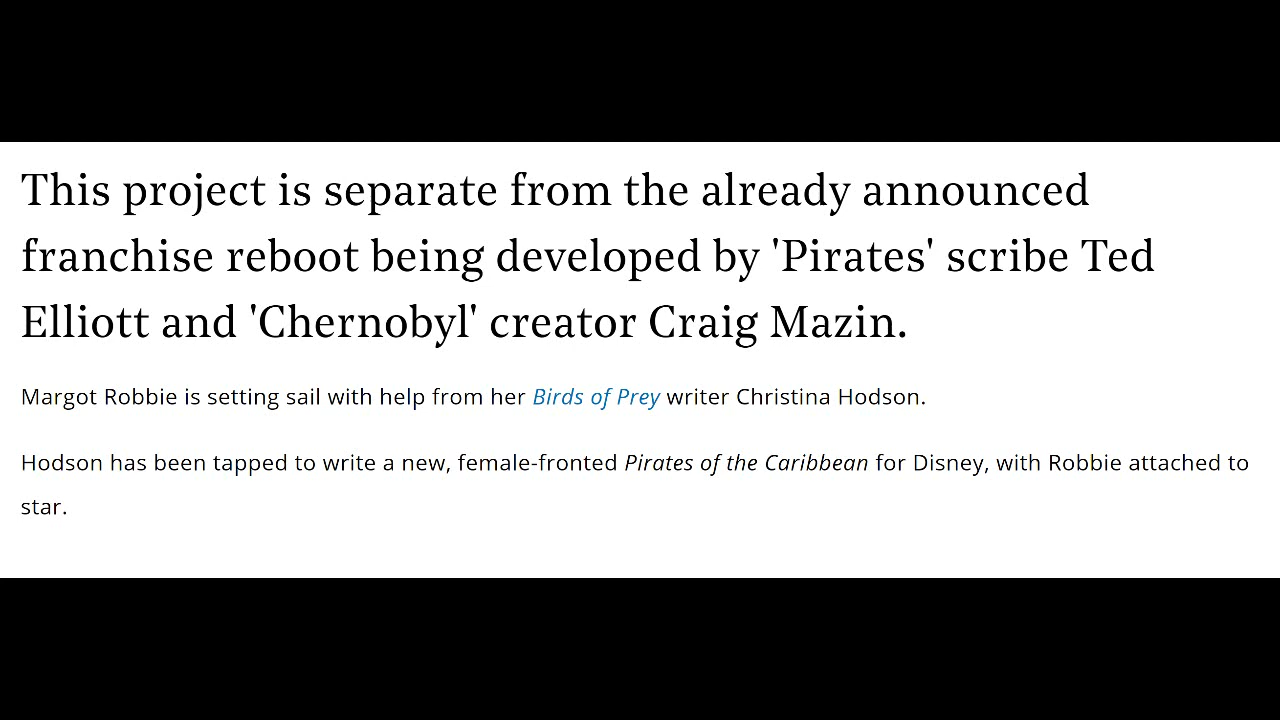 This project is separate from the already announced
franchise reboot being developed by 'Pirates' scribe Ted
Elliott and 'Chernobyl' creator Craig Mazin.
Margot Robbie is setting sail with help from her Birds of Prey writer Christina Hodson.
Hodson has been tapped to write a new, female-fronted Pirates of the Caribbean for Disney, with Robbie attached to
star.